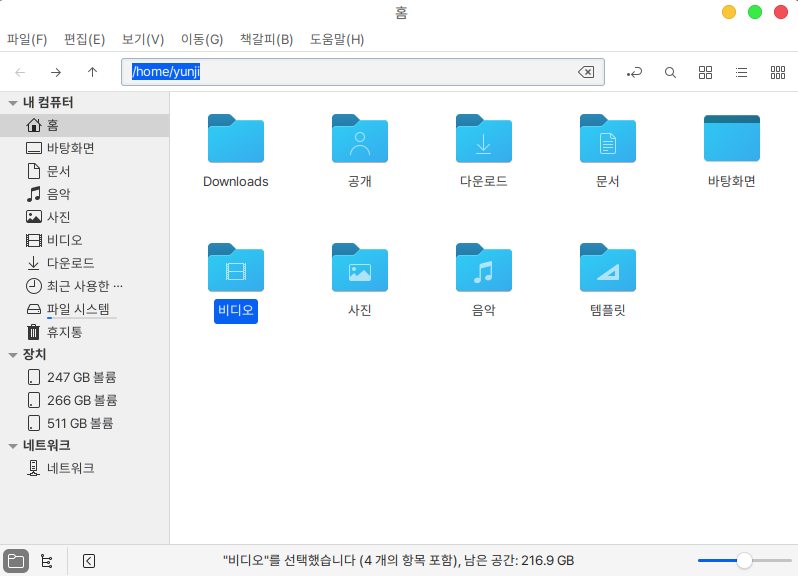 홈
파일(F) 편집(E) 보기(V) 이동(G) 책갈피(B) 도움말(H)
/home/yunji
내 컴퓨터
홈
바탕화면
문서
음악
사진
비디오
다운로드
최근 사용한 ···
파일 시스템
휴지통
장치
247 GB 볼륨
266 GB 볼륨
511 GB 볼륨
네트워크
네트워크
Downloads 공개 다운로드 문서 바탕화면
비디오 사진 음악 템플릿
"비디오"를 선택했습니다 (4 개의 항목 포함), 남은 공간: 216.9 GB